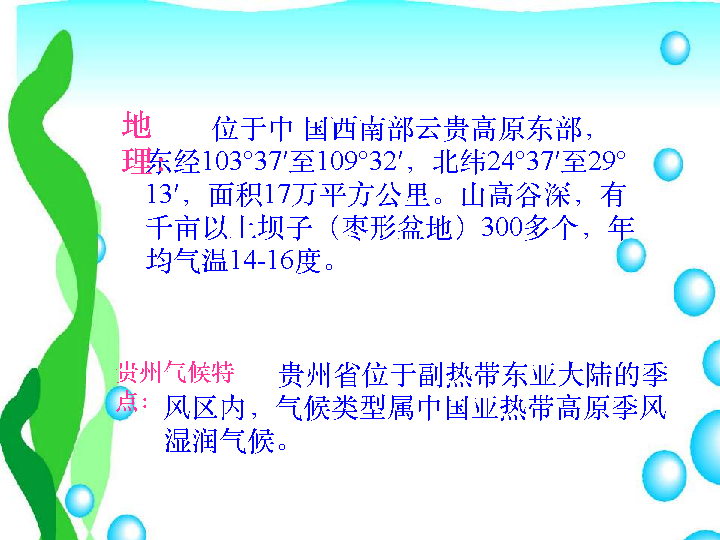 地
理:
位于中 国西南部云贵高原东部，
东经103°37′至109°32′，北纬24°37′至29°
13′，面积17万平方公里。山高谷深，有
千亩以上坝子（枣形盆地）300多个，年
均气温14-16度。
贵州气候特
点：
贵州省位于副热带东亚大陆的季
风区内，气候类型属中国亚热带高原季风
湿润气候。